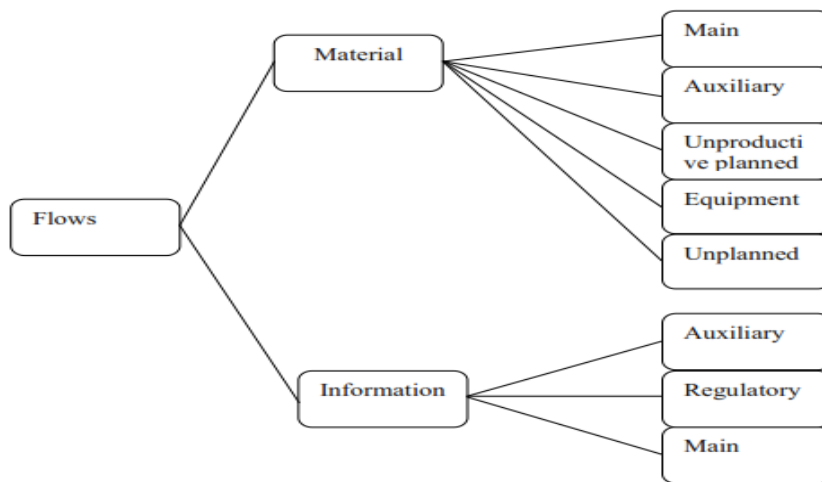 Flows
Material
Main
Auxiliary
Unproducti
ve planned
Equipment
Unplanned
Information
Auxiliary
Regulatory
Main